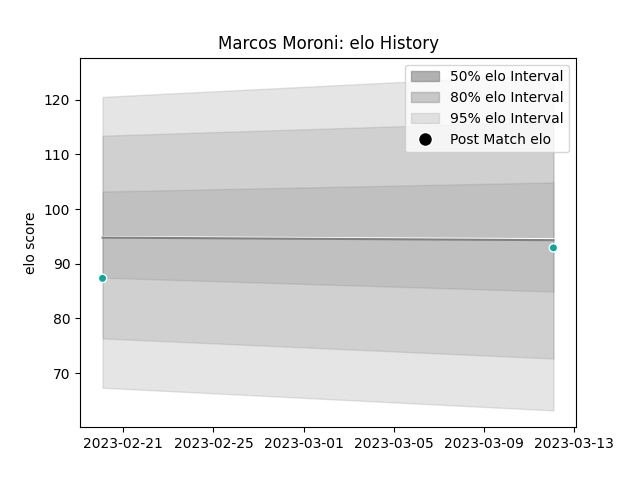 Marcos Moroni: elo History
50% elo Interval
80% elo Interval
95% elo Interval
Post Match elo
elo score
120
110
100
90
80
70
2023-02-21 2023-02-25 2023-03-01 2023-03-05 2023-03-09 2023-03-13